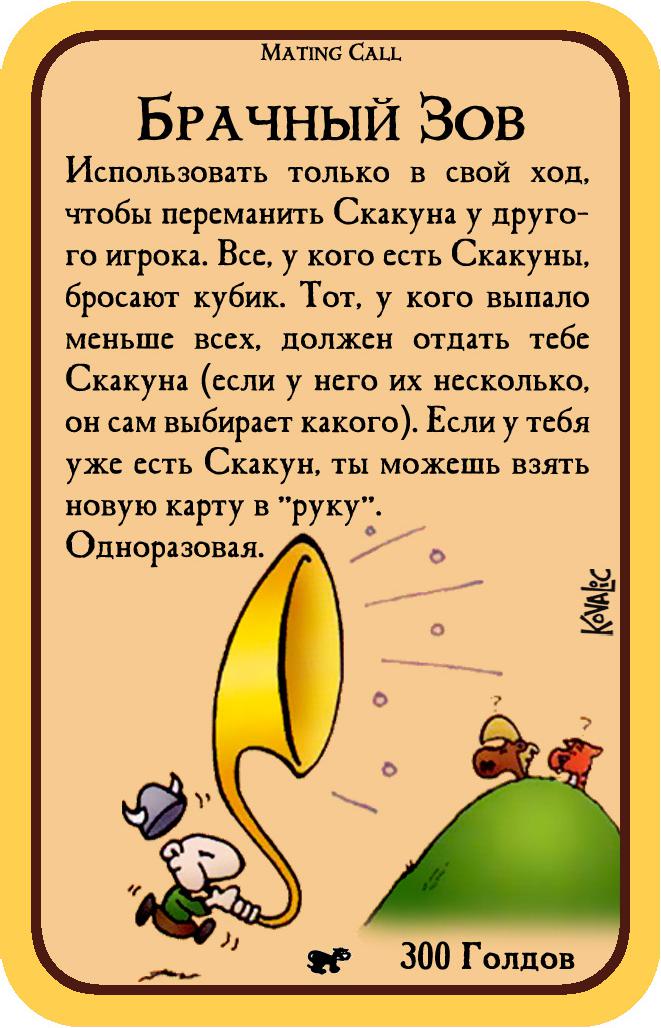 Mating Call
Брачный Зов
Использовать только в свой ход,
чтобы переманить Скакуна у друго-
го игрока. Все, у кого есть Скакуны,
бросают кубик. Тот, у кого выпало
меньше всех, должен отдать тебе
Скакуна (если у него их несколько,
он сам выбирает какого). Если у тебя
уже есть Скакун, ты можешь взять
новую карту в "руку".
Одноразовая.
KOVALIC
? ?
300 Голдов